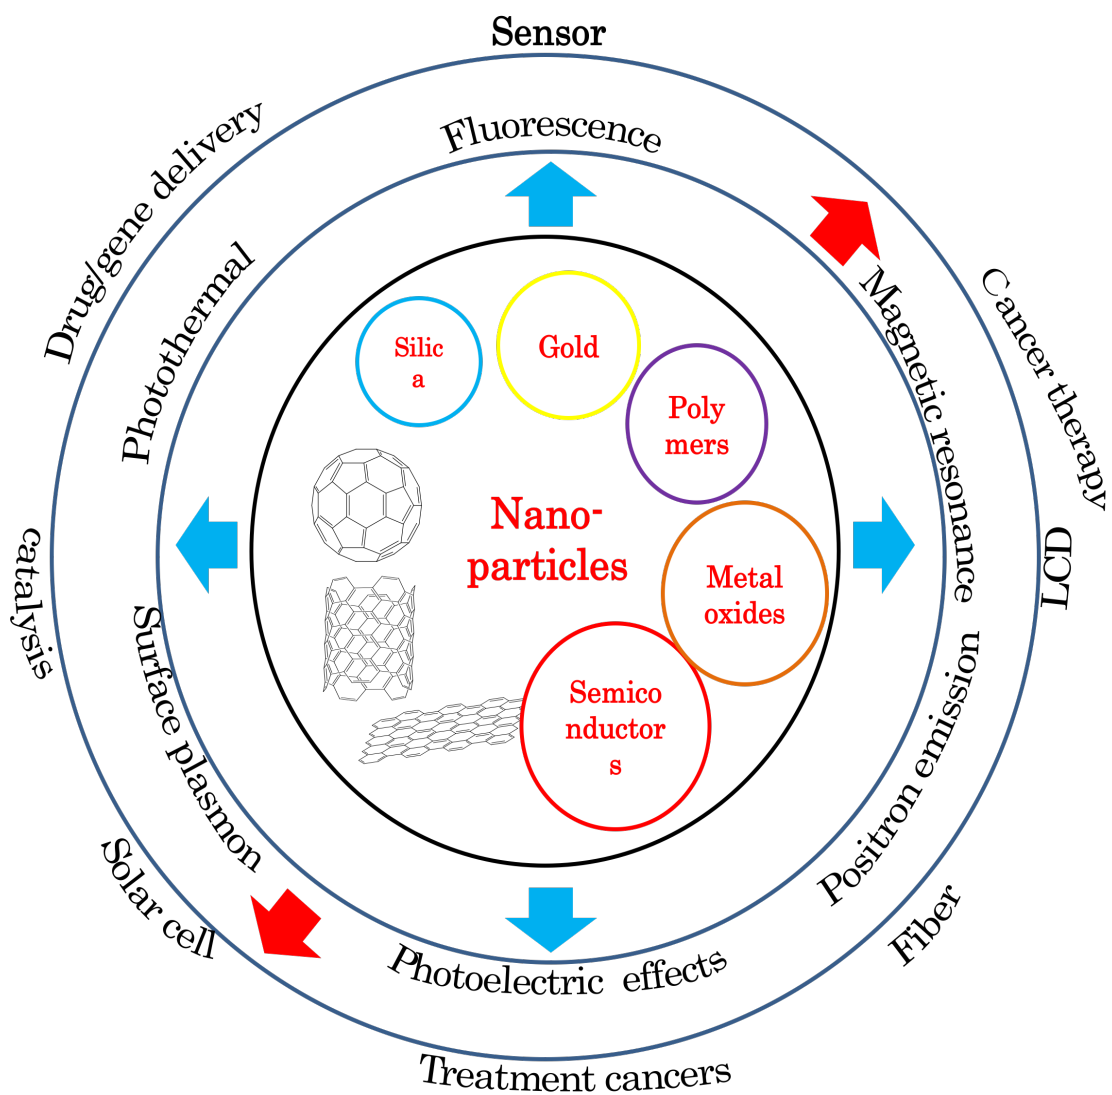 Sensor
Fluorescence
Drug/gene delivery
Photothermal
Magnetic resonance
Cancer therapy
Silic
a
Gold
Poly
mers
Nano-
particles
Metal
oxides
Semico
nductor
s
catalysis
LCD
Surface plasmon
Positron emission
Solar cell
Fiber
Photoelectric effects
Treatment cancers